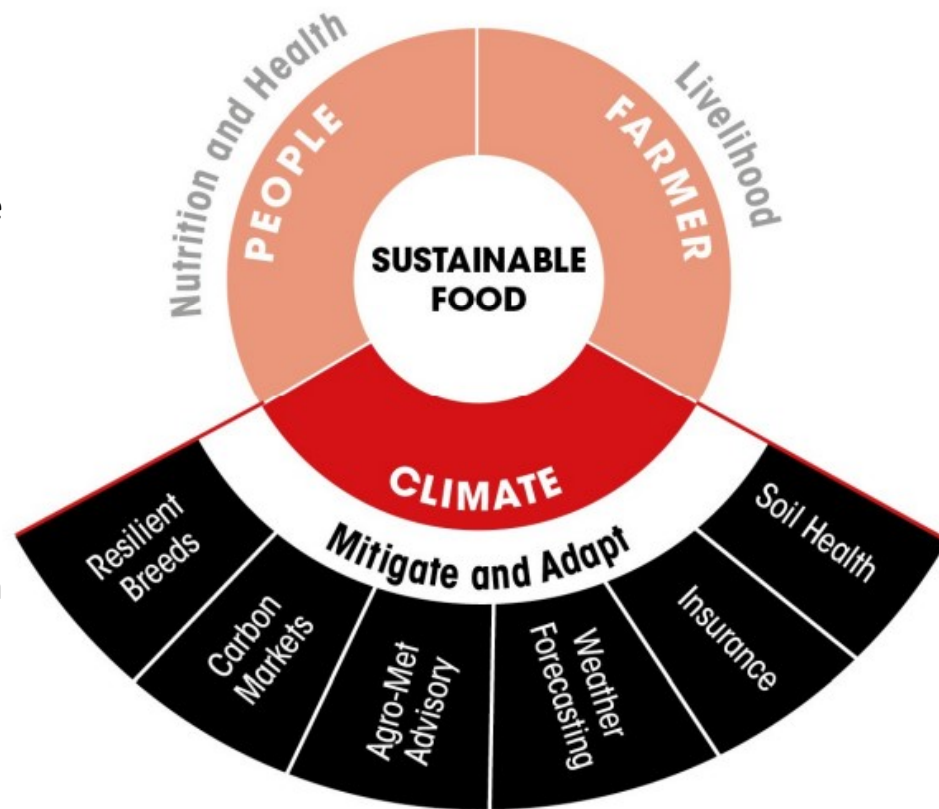 Nutrition and Health
PEOPLE
FARMER
Livelihood
SUSTAINABLE
FOOD
CLIMATE
Mitigate and Adapt
Resilient
Breeds
Carbon
Markets
Agro-Met
Advisory
Weather
Forecasting
Insurance
Soil Health